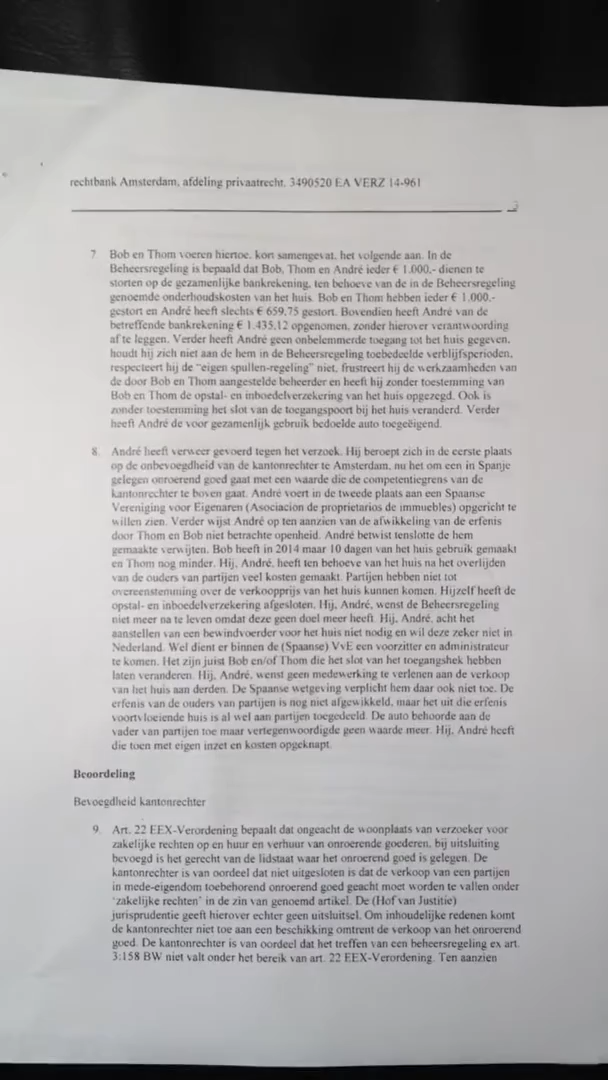 rechtbank Amsterdam, afdeling privaatrecht, 3490520 EA VERZ 14-961
3
7. Bob en Thom voeren hiertoe, kort samengevat, het volgende aan. In de
Beheersregeling is bepaald dat Bob, Thom en André ieder € 1.000,- dienen te
storten op de gezamenlijke bankrekening, ten behoeve van de in de Beheersregeling
genoemde onderhoudskosten van het huis. Bob en Thom hebben ieder € 1.000,-
gestort en André heeft slechts € 659,75 gestort. Bovendien heeft André van de
betreffende bankrekening € 1.435,12 opgenomen, zonder hierover verantwoording
af te leggen. Verder heeft André geen onbelemmerde toegang tot het huis gegeven,
houdt hij zich niet aan de hem in de Beheersregeling toebedeelde verblijfsperioden,
respecteert hij de "eigen spullen-regeling" niet, frustreert hij de werkzaamheden van
de door Bob en Thom aangestelde beheerder en heeft hij zonder toestemming van
Bob en Thom de opstal- en inboedelverzekering van het huis opgezegd. Ook is
zonder toestemming het slot van de toegangspoort bij het huis veranderd. Verder
heeft André de voor gezamenlijk gebruik bedoelde auto toegeëigend.
8. André heeft verweer gevoerd tegen het verzoek. Hij beroept zich in de eerste plaats
op de onbevoegdheid van de kantonrechter te Amsterdam, nu het om een in Spanje
gelegen onroerend goed gaat met een waarde die de competentiegrens van de
kantonrechter te boven gaat. André voert in de tweede plaats aan een Spaanse
Vereniging voor Eigenaren (Asociacion de proprietarios de immuebles) opgericht te
willen zien. Verder wijst André op ten aanzien van de afwikkeling van de erfenis
door Thom en Bob niet betrachte openheid. André betwist tenslotte de hem
gemaakte verwijten. Bob heeft in 2014 maar 10 dagen van het huis gebruik gemaakt
en Thom nog minder. Hij, André, heeft ten behoeve van het huis na het overlijden
van de ouders van partijen veel kosten gemaakt. Partijen hebben niet tot
overeenstemming over de verkoopprijs van het huis kunnen komen. Hijzelf heeft de
opstal- en inboedelverzekering afgesloten. Hij, André, wenst de Beheersregeling
niet meer na te leven omdat deze geen doel meer heeft. Hij, André, acht het
aanstellen van een bewindvoerder voor het huis niet nodig en wil deze zeker niet in
Nederland. Wel dient er binnen de (Spaanse) VvE een voorzitter en administrateur
te komen. Het zijn juist Bob en/of Thom die het slot van het toegangshek hebben
laten veranderen. Hij, André, wenst geen medewerking te verlenen aan de verkoop
van het huis aan derden. De Spaanse wetgeving verplicht hem daar ook niet toe. De
erfenis van de ouders van partijen is nog niet afgewikkeld, maar het uit die erfenis
voortvloeiende huis is al wel aan partijen toegedeeld. De auto behoorde aan de
vader van partijen toe maar vertegenwoordigde geen waarde meer. Hij, André heeft
die toen met eigen inzet en kosten opgeknapt.
Beoordeling
Bevoegdheid kantonrechter
9. Art. 22 EEX-Verordening bepaalt dat ongeacht de woonplaats van verzoeker voor
zakelijke rechten op en huur en verhuur van onroerende goederen, bij uitsluiting
bevoegd is het gerecht van de lidstaat waar het onroerend goed is gelegen. De
kantonrechter is van oordeel dat niet uitgesloten is dat de verkoop van een partijen
in mede-eigendom toebehorend onroerend goed geacht moet worden te vallen onder
'zakelijke rechten' in de zin van genoemd artikel. De (Hof van Justitie)
jurisprudentie geeft hierover echter geen uitsluitsel. Om inhoudelijke redenen komt
de kantonrechter niet toe aan een beschikking omtrent de verkoop van het onroerend
goed. De kantonrechter is van oordeel dat het treffen van een beheersregeling ex art.
3:158 BW niet valt onder het bereik van art. 22 EEX-Verordening. Ten aanzien